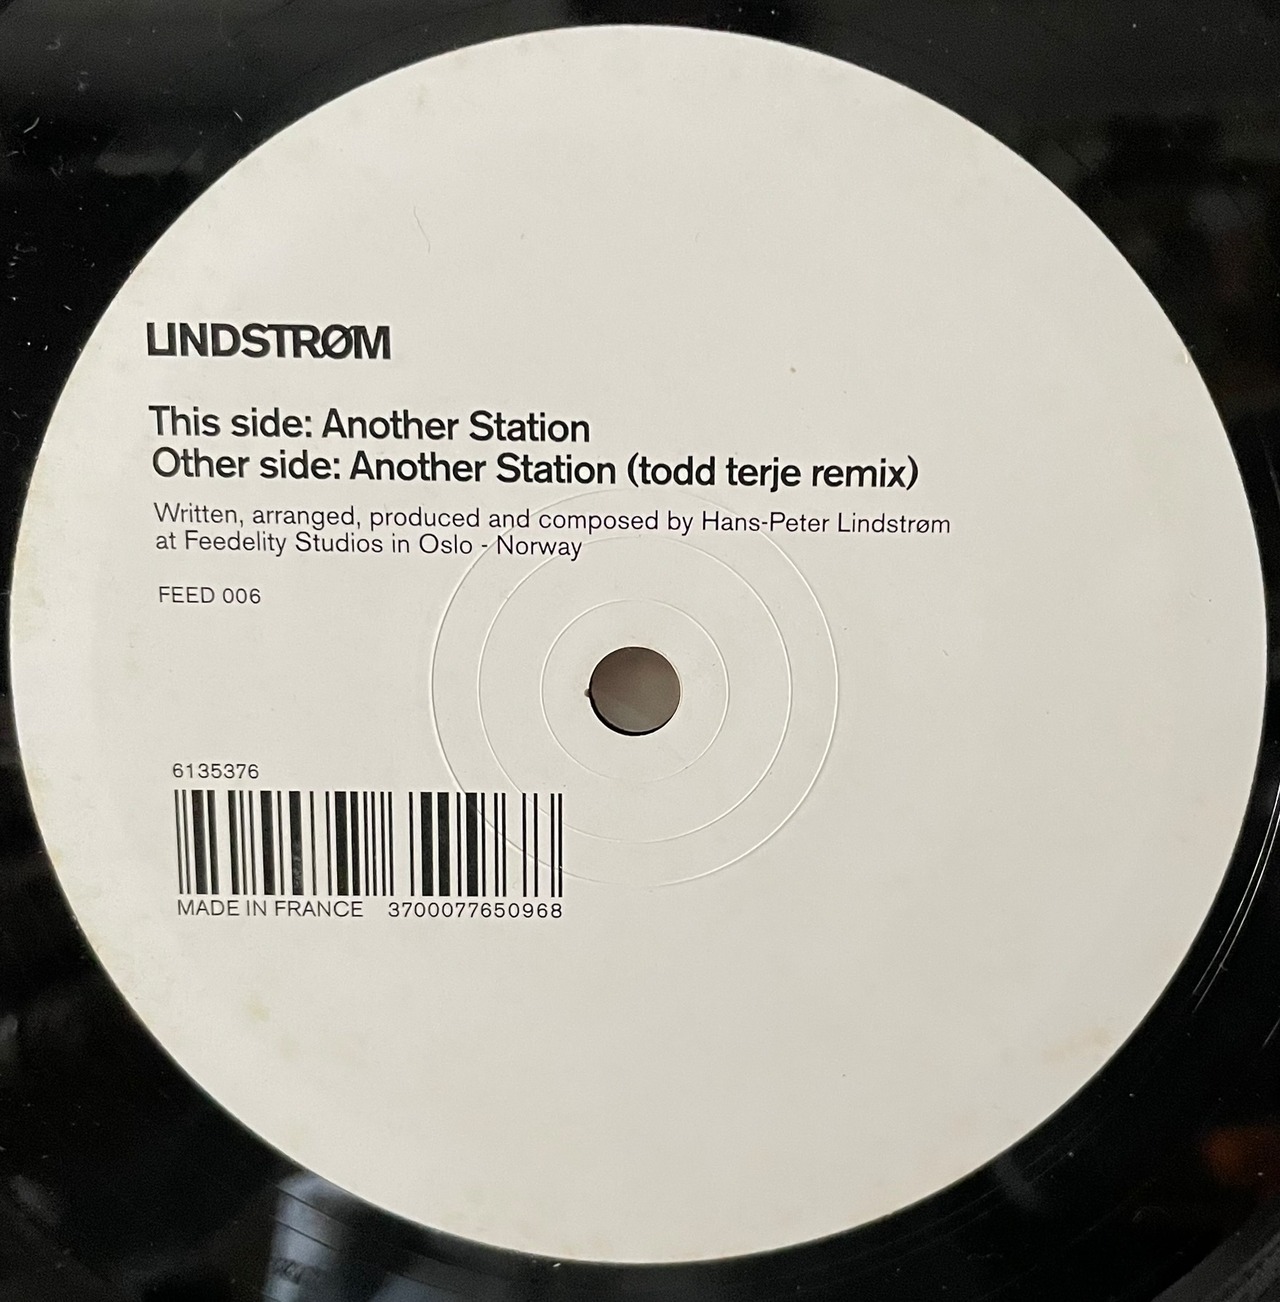 LINDSTRØM
This side: Another Station
Other side: Another Station (todd terje remix)
Written, arranged, produced and composed by Hans-Peter Lindstrøm
at Feedelity Studios in Oslo - Norway
FEED 006
6135376
MADE IN FRANCE 3700077650968